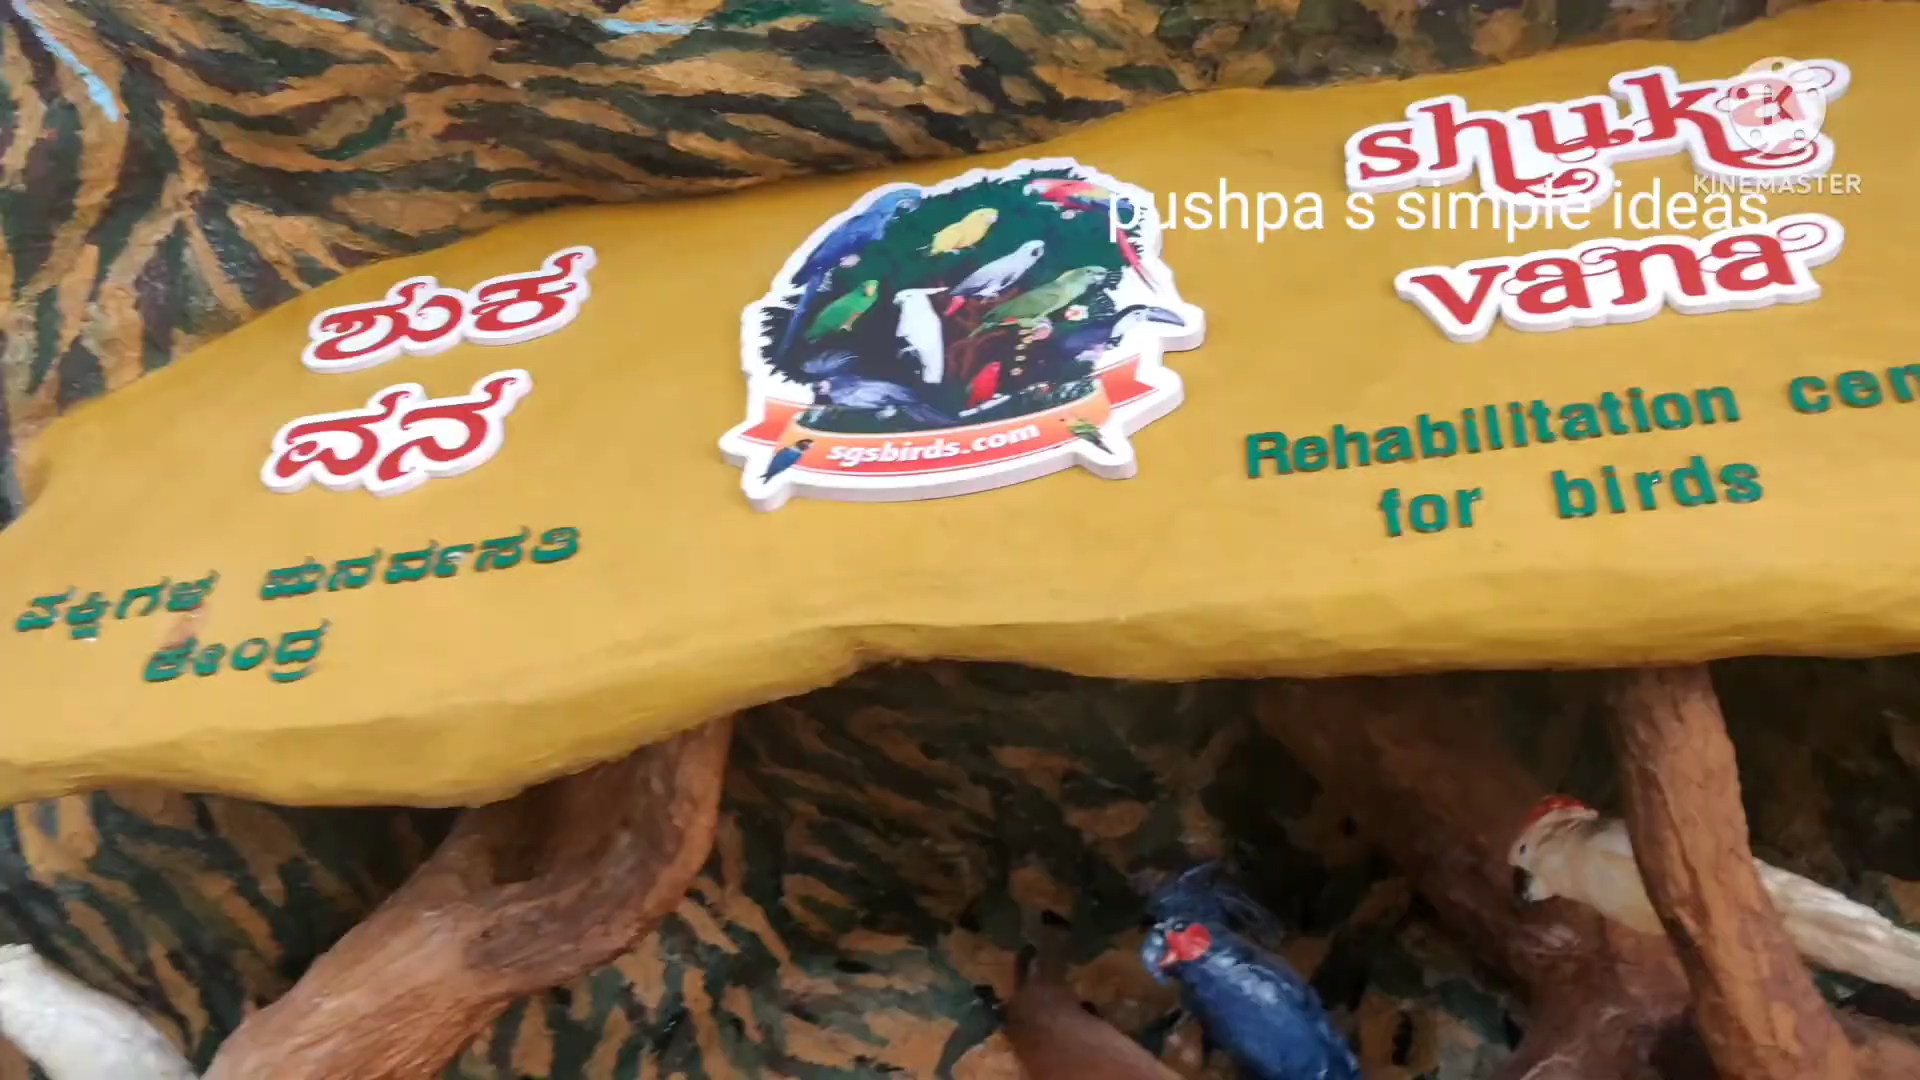 ಶುಕ
ವನ
ಪಕ್ಷಿಗಳ ಪುನರ್ವಸತಿ
ಕೇಂದ್ರ
sgsbirds.com
shuka
vana
Rehabilitation cen
for birds
pushpa s simple ideas
KINEMASTER